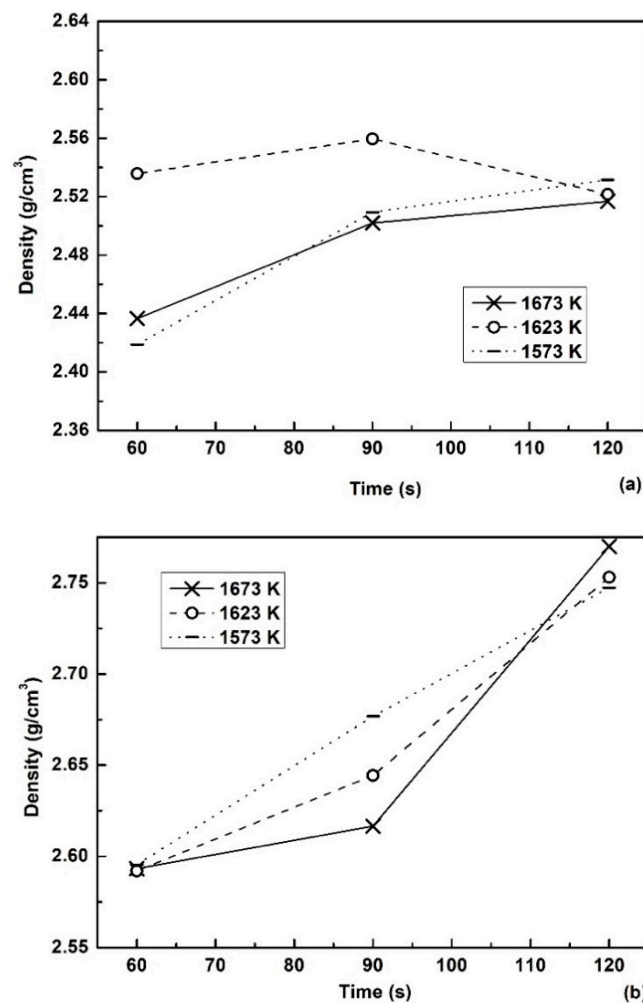 2.64
2.60
2.56
2.52
2.48
2.44
2.40
2.36
Density (g/cm³)
1673 K
1623 K
1573 K
60 70 80 90 100 110 120
Time (s)
(a)
2.75
2.70
2.65
2.60
2.55
Density (g/cm³)
1673 K
1623 K
1573 K
60 70 80 90 100 110 120
Time (s)
(b)